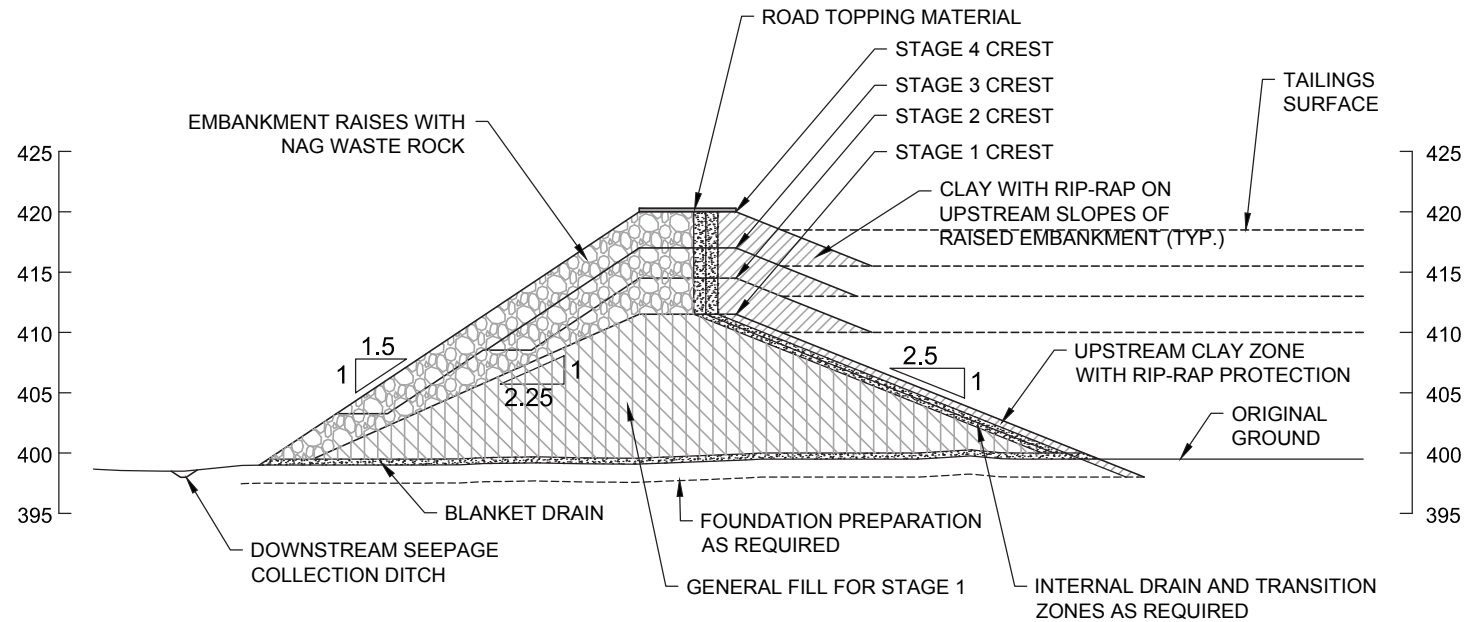 ROAD TOPPING MATERIAL
STAGE 4 CREST
STAGE 3 CREST
STAGE 2 CREST
STAGE 1 CREST
TAILINGS
SURFACE
EMBANKMENT RAISES WITH
NAG WASTE ROCK
CLAY WITH RIP-RAP ON
UPSTREAM SLOPES OF
RAISED EMBANKMENT (TYP.)
425
420
415
410
405
400
395
425
420
415
410
405
400
395
1.5
1
1
2.25
2.5
1
UPSTREAM CLAY ZONE
WITH RIP-RAP PROTECTION
ORIGINAL
GROUND
BLANKET DRAIN
FOUNDATION PREPARATION
AS REQUIRED
DOWNSTREAM SEEPAGE
COLLECTION DITCH
GENERAL FILL FOR STAGE 1
INTERNAL DRAIN AND TRANSITION
ZONES AS REQUIRED